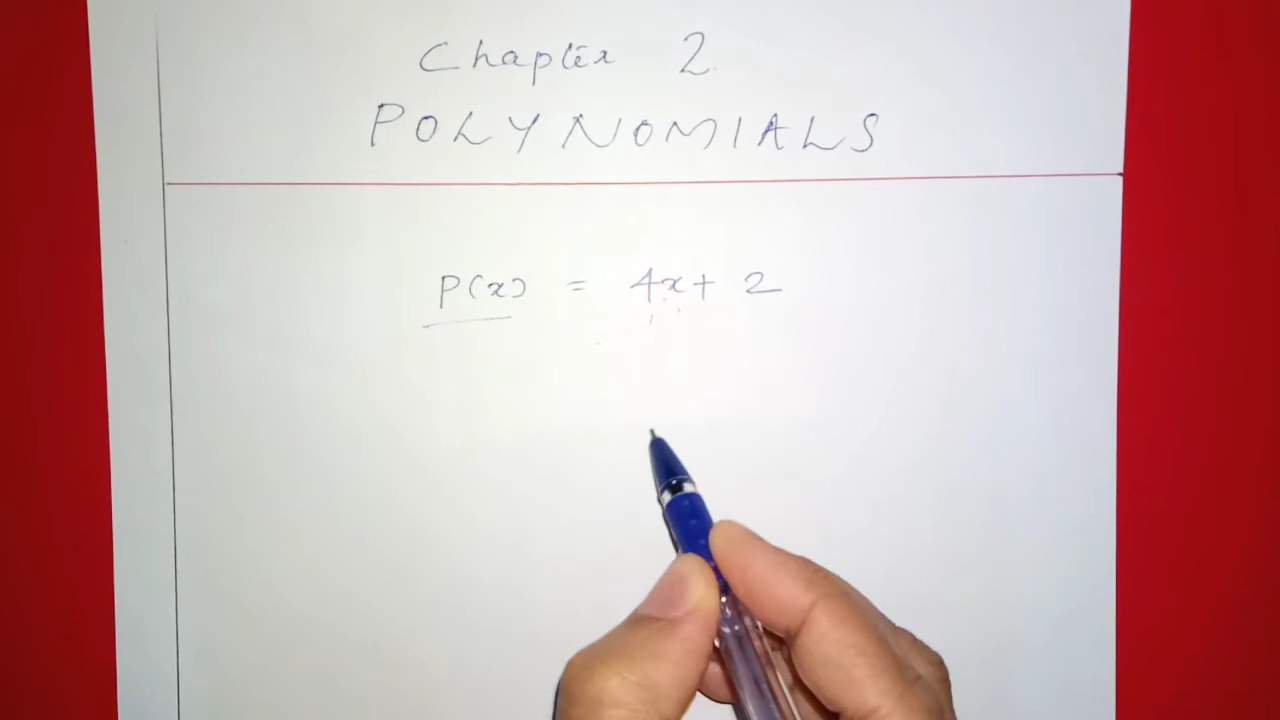 Chapter 2.
POLYNOMIALS
P(x) = 4x + 2